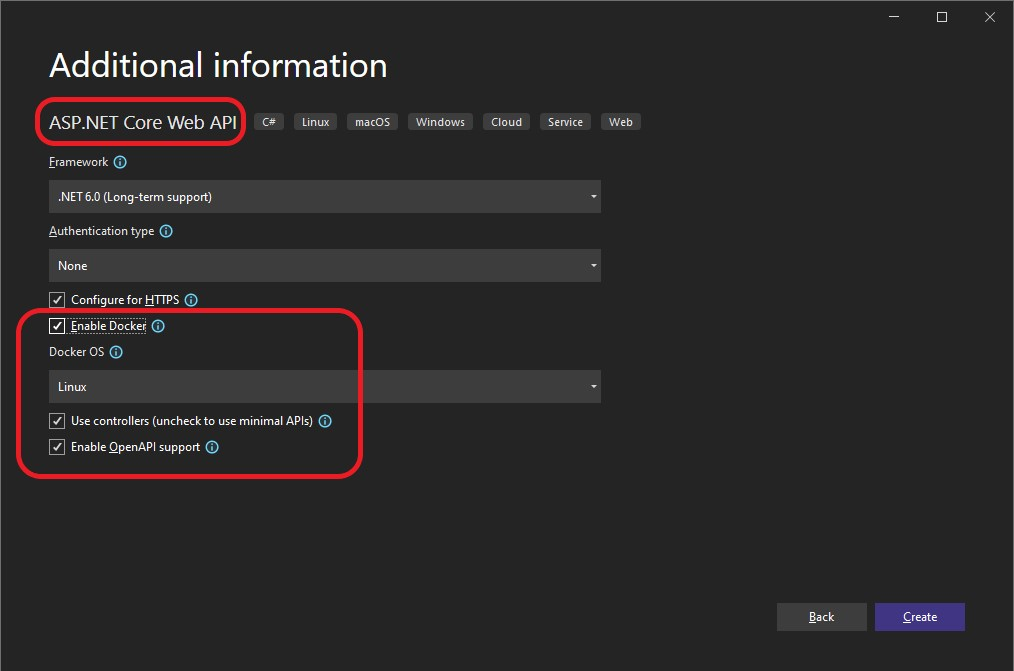 Additional information
ASP.NET Core Web API C# Linux macOS Windows Cloud Service Web
Framework
.NET 6.0 (Long-term support)
Authentication type
None
Configure for HTTPS
Enable Docker
Docker OS
Linux
Use controllers (uncheck to use minimal APIs)
Enable OpenAPI support
Back Create